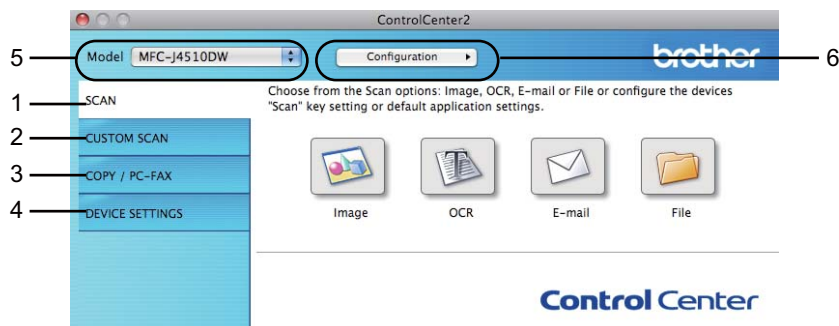 ControlCenter2
5 Model MFC-J4510DW Configuration brother 6
1 SCAN
Choose from the Scan options: Image, OCR, E-mail or File or configure the devices
"Scan" key setting or default application settings.
2 CUSTOM SCAN
3 COPY / PC-FAX
4 DEVICE SETTINGS
Image OCR E-mail File
Control Center